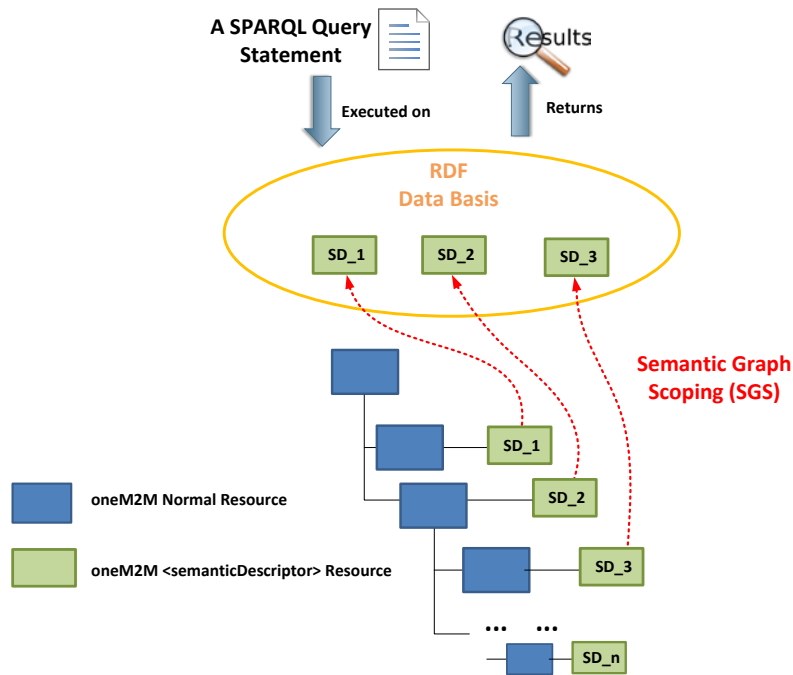 A SPARQL Query
Statement
Results
Executed on
Returns
RDF
Data Basis
SD_1
SD_2
SD_3
Semantic Graph
Scoping (SGS)
SD_1
SD_2
oneM2M Normal Resource
SD_3
oneM2M <semanticDescriptor> Resource
... ...
SD_n